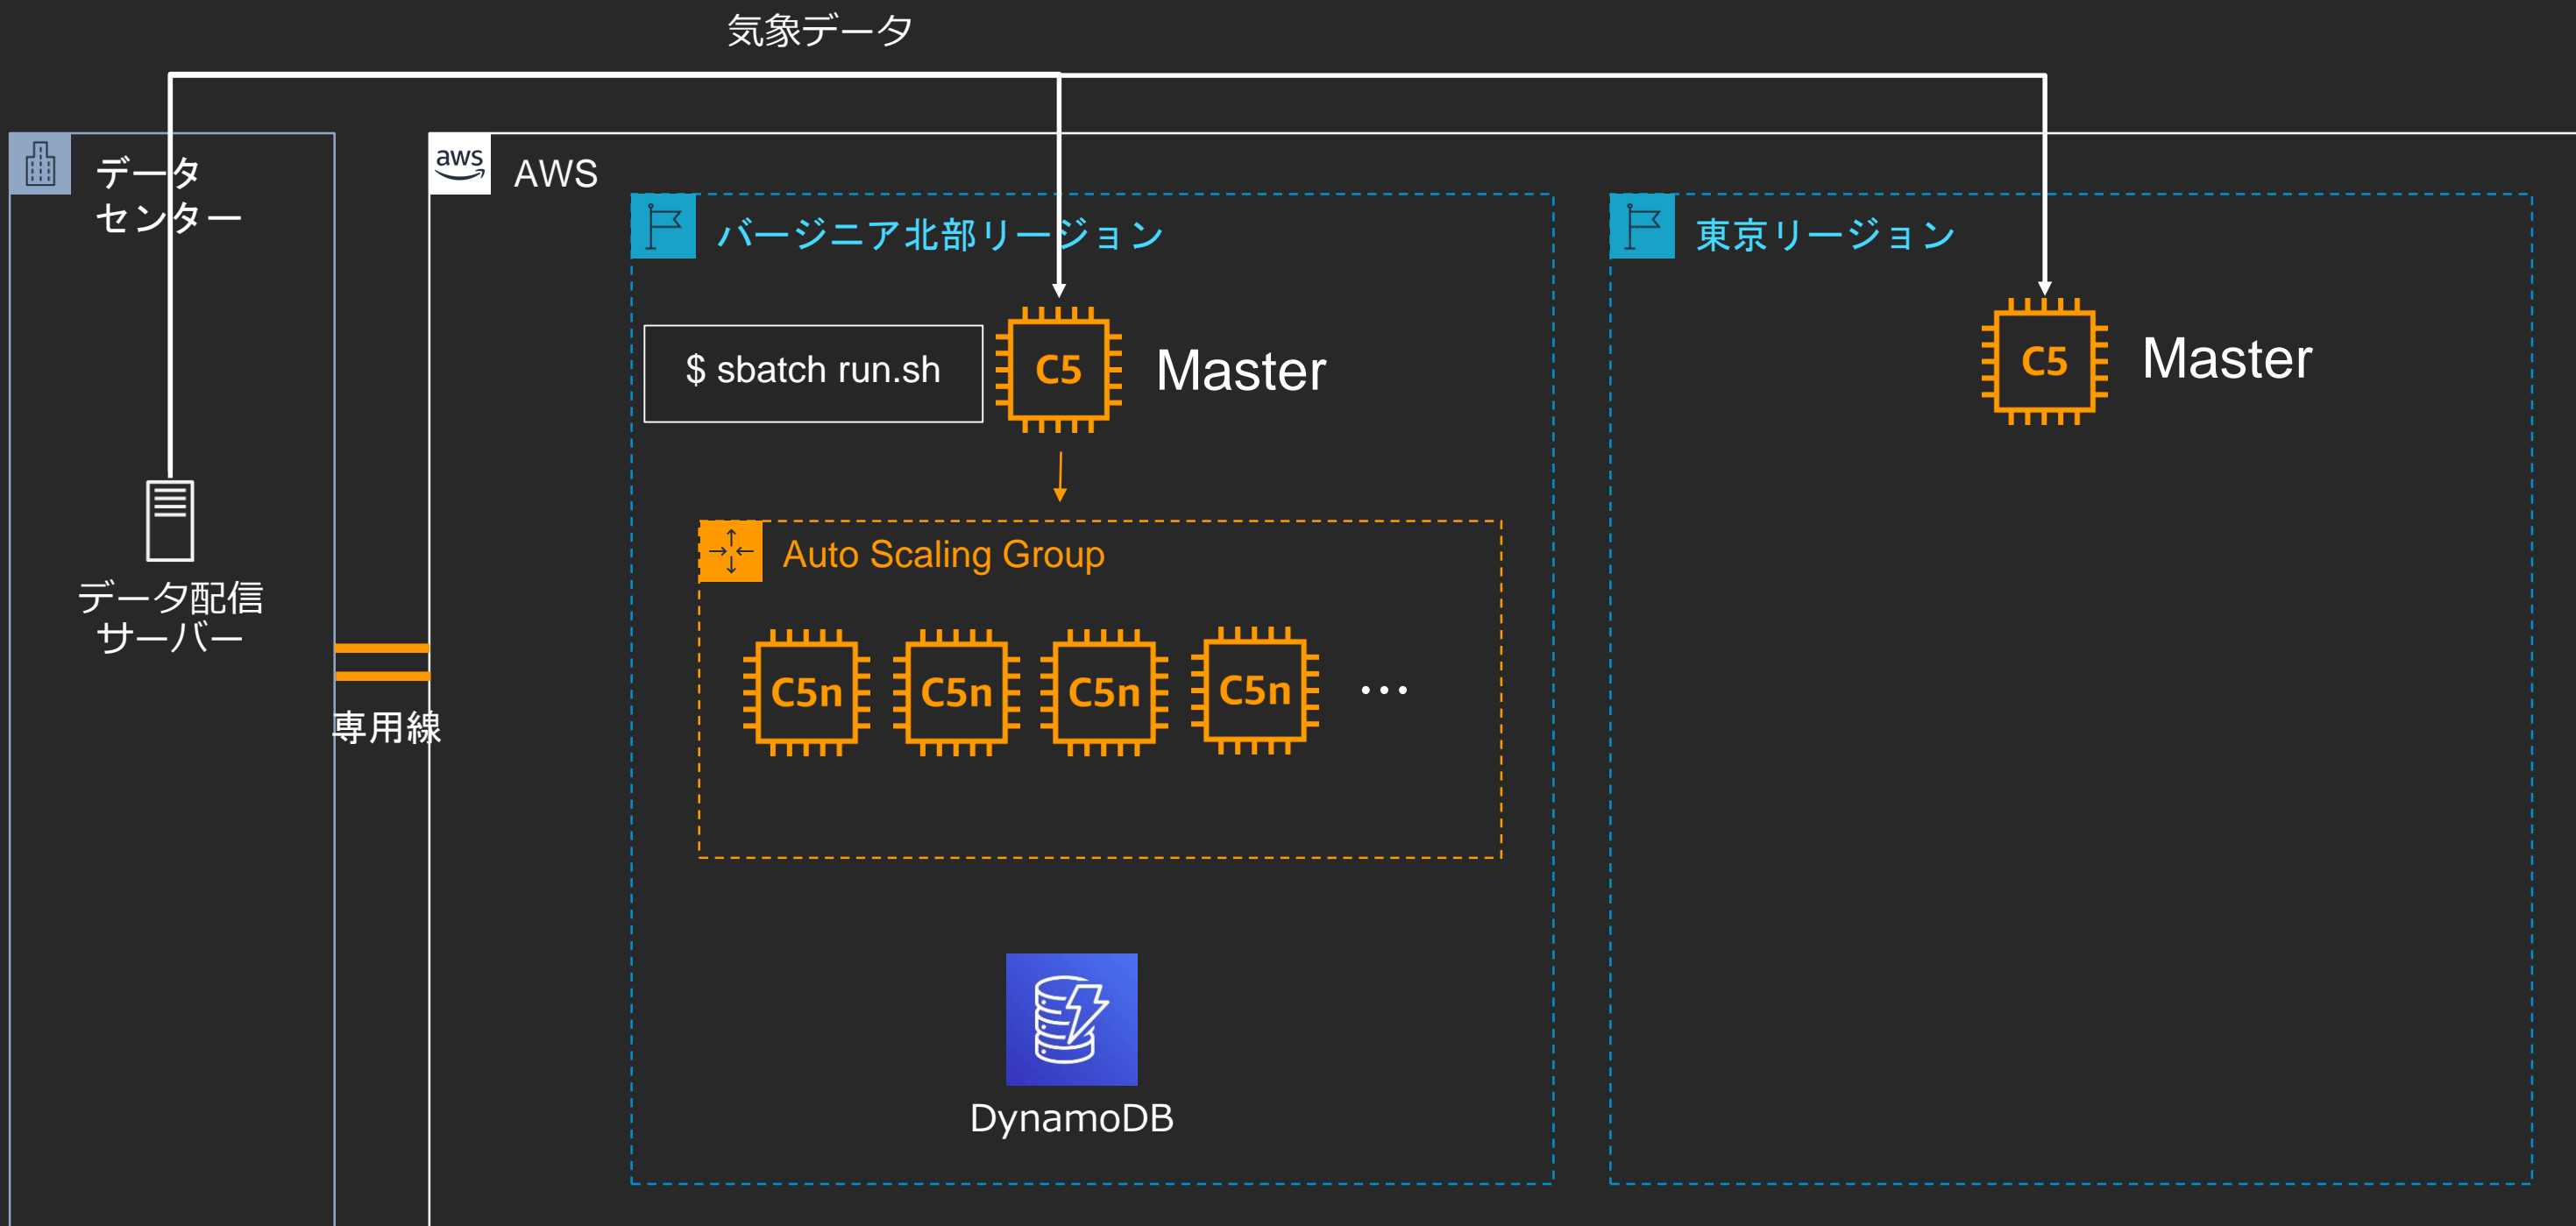 気象データ
データ
センター
aws
AWS
バージニア北部リージョン
東京リージョン
$ sbatch run.sh
C5
Master
C5
Master
Auto Scaling Group
データ配信
サーバー
C5n
C5n
C5n
C5n
…
専用線
DynamoDB